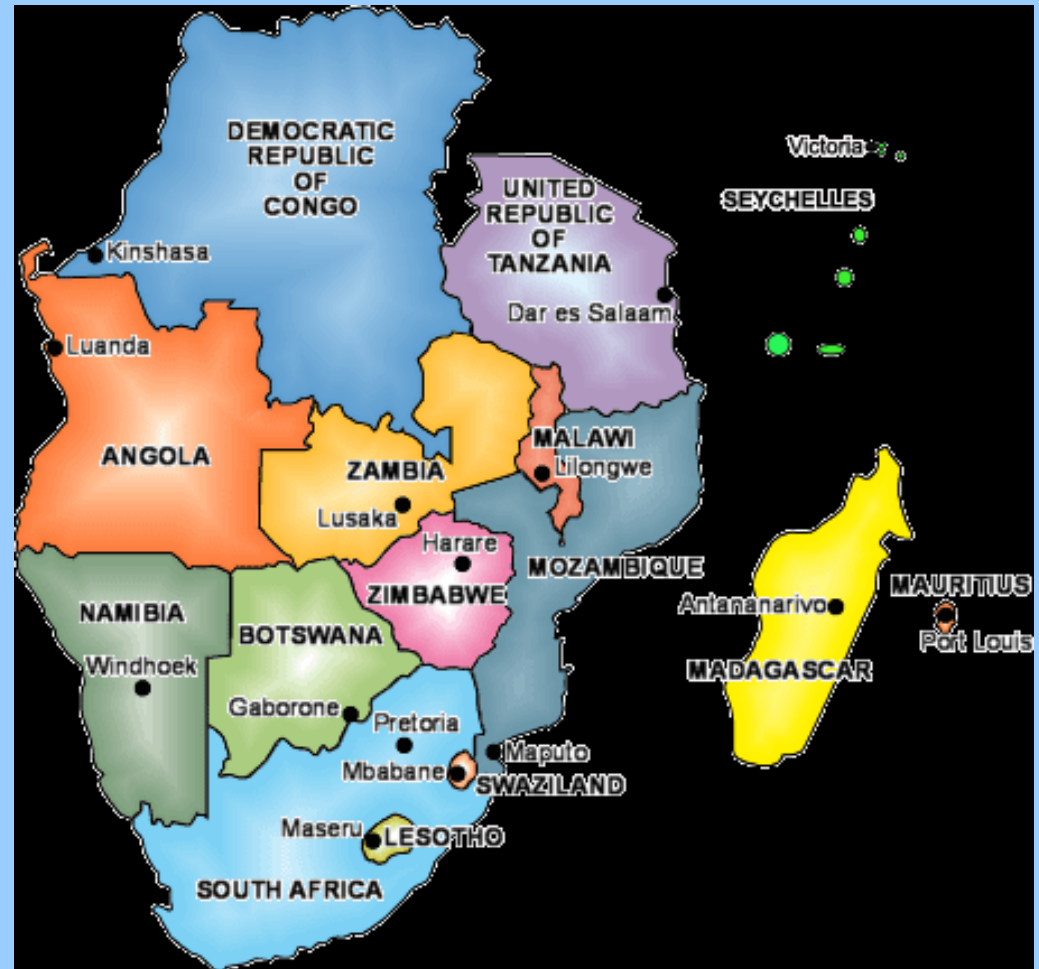 DEMOCRATIC
REPUBLIC
OF
CONGO
Kinshasa
UNITED
REPUBLIC
OF
TANZANIA
Dar es Salaam
Victoria
SEYCHELLES
Luanda
ANGOLA
ZAMBIA
Lusaka
MALAWI
Lilongwe
Harare
ZIMBABWE
MOZAMBIQUE
NAMIBIA
Windhoek
BOTSWANA
Gaborone
Antananarivo
MADAGASCAR
MAURITIUS
Port Louis
Pretoria
Maputo
Mbabane
SWAZILAND
Maseru
LESOTHO
SOUTH AFRICA